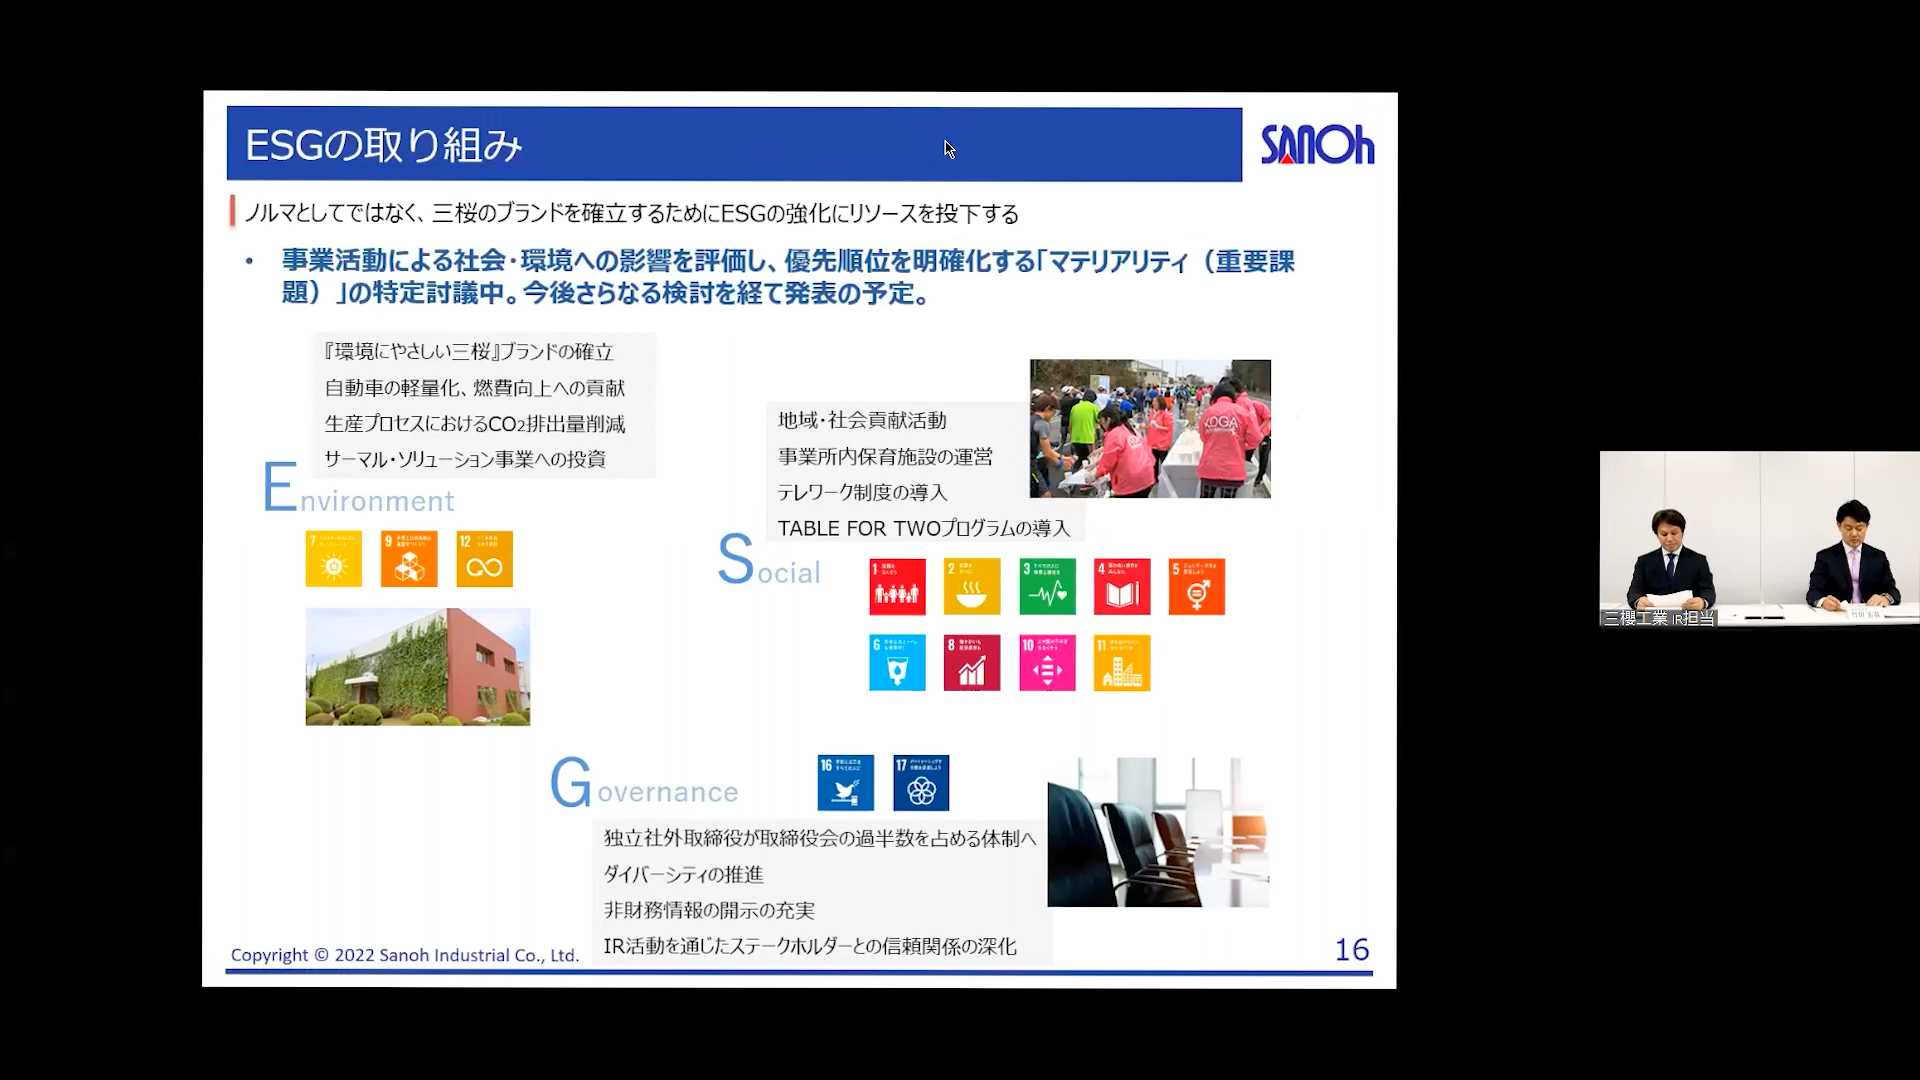 ESGの取り組み
SANOh
ノルマとしてではなく、三桜のブランドを確立するためにESGの強化にリソースを投下する
• 事業活動による社会・環境への影響を評価し、優先順位を明確化する「マテリアリティ（重要課
題）」の特定討議中。今後さらなる検討を経て発表の予定。
『環境にやさしい三桜』ブランドの確立
自動車の軽量化、燃費向上への貢献
生産プロセスにおけるCO2排出量削減
サーマル・ソリューション事業への投資
Environment
7
9
12
地域・社会貢献活動
事業所内保育施設の運営
テレワーク制度の導入
TABLE FOR TWOプログラムの導入
KOGA
Social
1
2
3
4
5
6
8
10
11
三櫻工業 IR担当
Governance
16
17
独立社外取締役が取締役会の過半数を占める体制へ
ダイバーシティの推進
非財務情報の開示の充実
IR活動を通じたステークホルダーとの信頼関係の深化
Copyright © 2022 Sanoh Industrial Co., Ltd.
16